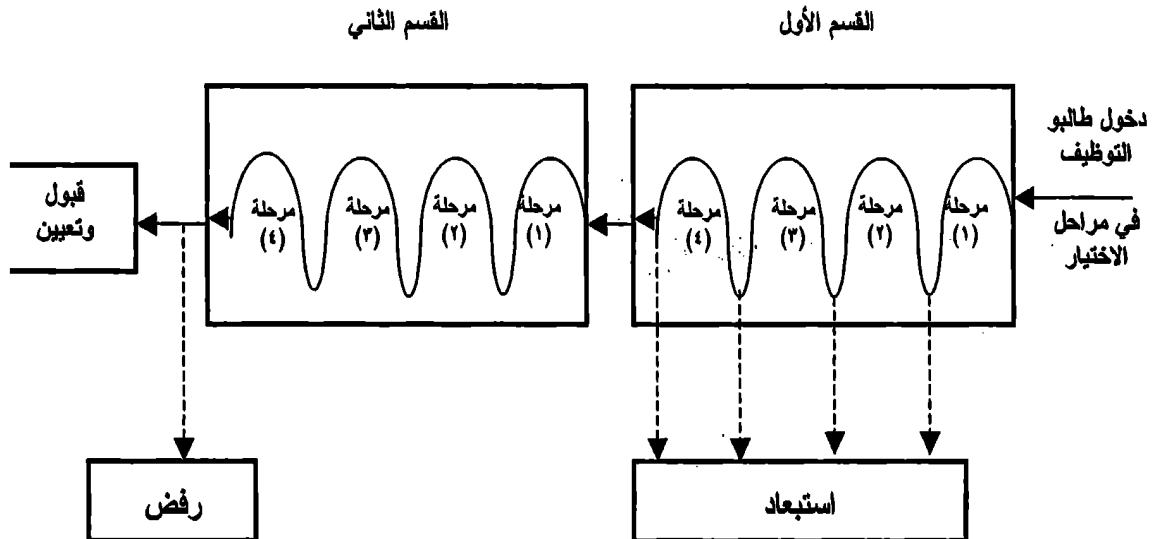 القسم الأول
القسم الثاني
دخول طالبو
التوظيف
في مراحل
الاختيار
مرحلة
(١)
مرحلة
(٢)
مرحلة
(٣)
مرحلة
(٤)
مرحلة
(١)
مرحلة
(٢)
مرحلة
(٣)
مرحلة
(٤)
قبول
وتعيين
استبعاد
رفض